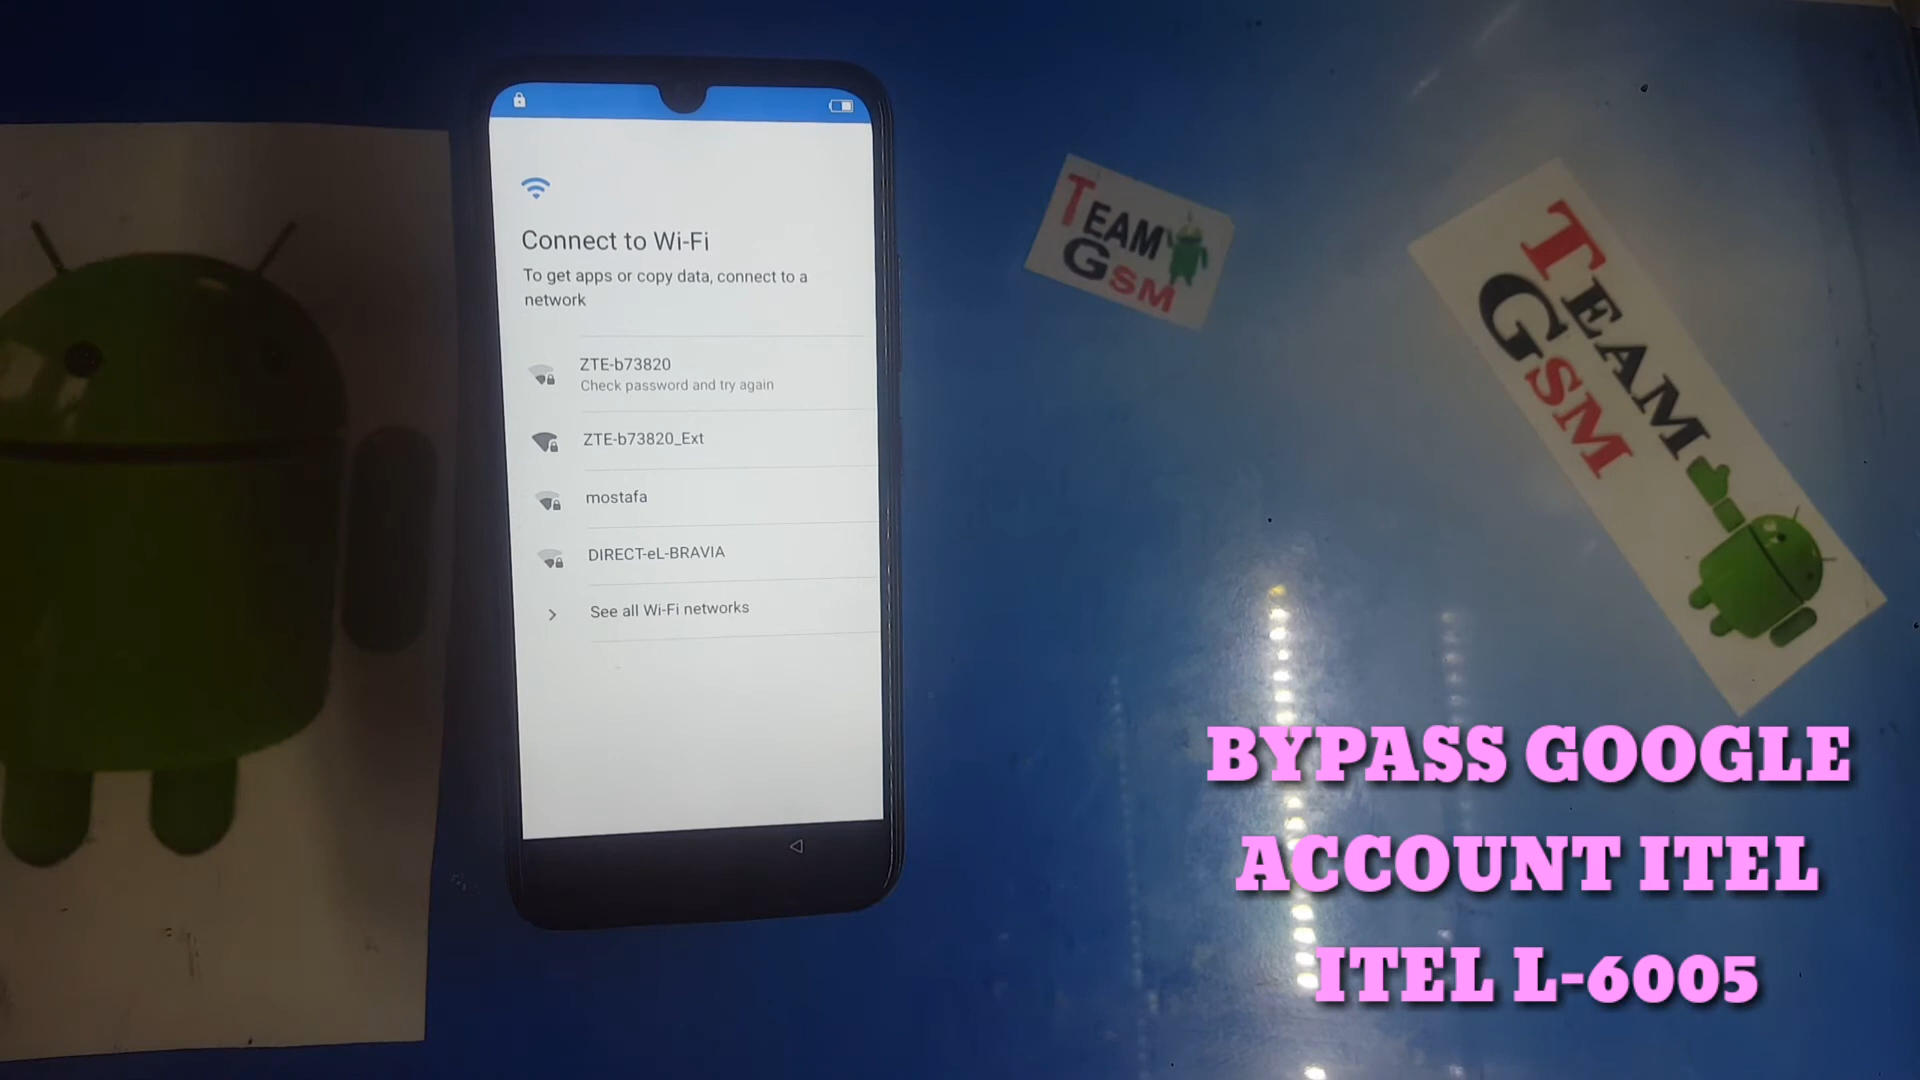 Connect to Wi-Fi
To get apps or copy data, connect to a
network
ZTE-b73820
Check password and try again
ZTE-b73820_Ext
mostafa
DIRECT-eL-BRAVIA
See all Wi-Fi networks
TEAM
GSM
TEAM
GSM
BYPASS GOOGLE
ACCOUNT ITEL
ITEL L-6005